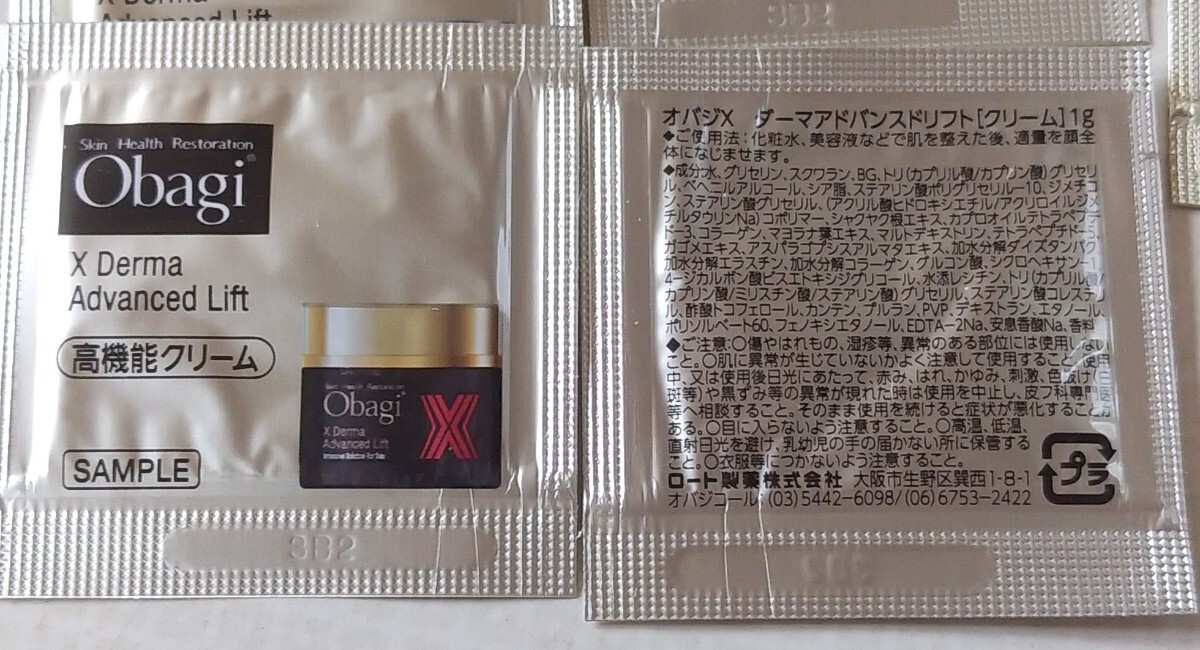 X Derma
Advanced Lift
3B2
Skin Health Restoration
Obagi®
X Derma
Advanced Lift
高機能クリーム
SAMPLE
Skin Health Restoration
Obagi
X Derma
Advanced Lift
3B2
オバジX ダーマアドバンスドリフト[クリーム]1g
◆ご使用法:化粧水、美容液などで肌を整えた後、適量を顔全
体になじませます。
◆成分:水、グリセリン、スクワラン、BG、トリ(カプリル酸/カプリン酸)グリセリ
ル、ベヘニルアルコール、シア脂、ステアリン酸ポリグリセリル-10、ジメチコ
ン、ステアリン酸グリセリル、(アクリル酸ヒドロキシエチル/アクリロイルジメ
チルタウリンNa)コポリマー、シャクヤク根エキス、カプロオイルテトラペプチ
ド-3、コラーゲン、マヨラナ葉エキス、マルトデキストリン、テトラペプチド-5、
ガゴメエキス、アスパラゴプシスアルマタエキス、加水分解ダイズタンパク、
加水分解エラスチン、加水分解コラーゲン、グルコン酸、シクロヘキサン-1,
4-ジカルボン酸ビスエトキシジグリコール、水添レシチン、トリ(カプリル酸/
カプリン酸/ミリスチン酸/ステアリン酸)グリセリル、ステアリン酸コレステリ
ル、酢酸トコフェロール、カンテン、プルラン、PVP、デキストラン、エタノール、
ポリソルベート60、フェノキシエタノール、EDTA-2Na、安息香酸Na、香料
◆ご注意:〇傷やはれもの、湿疹等、異常のある部位には使用しない
こと。〇肌に異常が生じていないかよく注意して使用すること。使用
中、又は使用後日光にあたって、赤み、はれ、かゆみ、刺激、色抜け(白
斑等)や黒ずみ等の異常が現れた時は使用を中止し、皮フ科専門医
等へ相談すること。そのまま使用を続けると症状が悪化することが
ある。〇目に入らないよう注意すること。〇高温、低温、
直射日光を避け、乳幼児の手の届かない所に保管する
こと。〇衣服等につかないよう注意すること。
ロート製薬株式会社 大阪市生野区巽西1-8-1
オバジコール:(03)5442-6098/(06)6753-2422
プラ